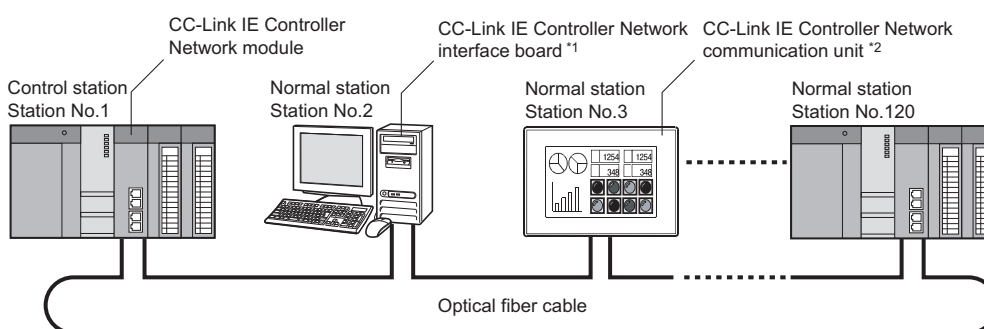 CC-Link IE Controller
Network module
CC-Link IE Controller Network
interface board *1
CC-Link IE Controller Network
communication unit *2
Control station
Station No.1
Normal station
Station No.2
Normal station
Station No.3
Normal station
Station No.120
1254 1254
348 348
Optical fiber cable